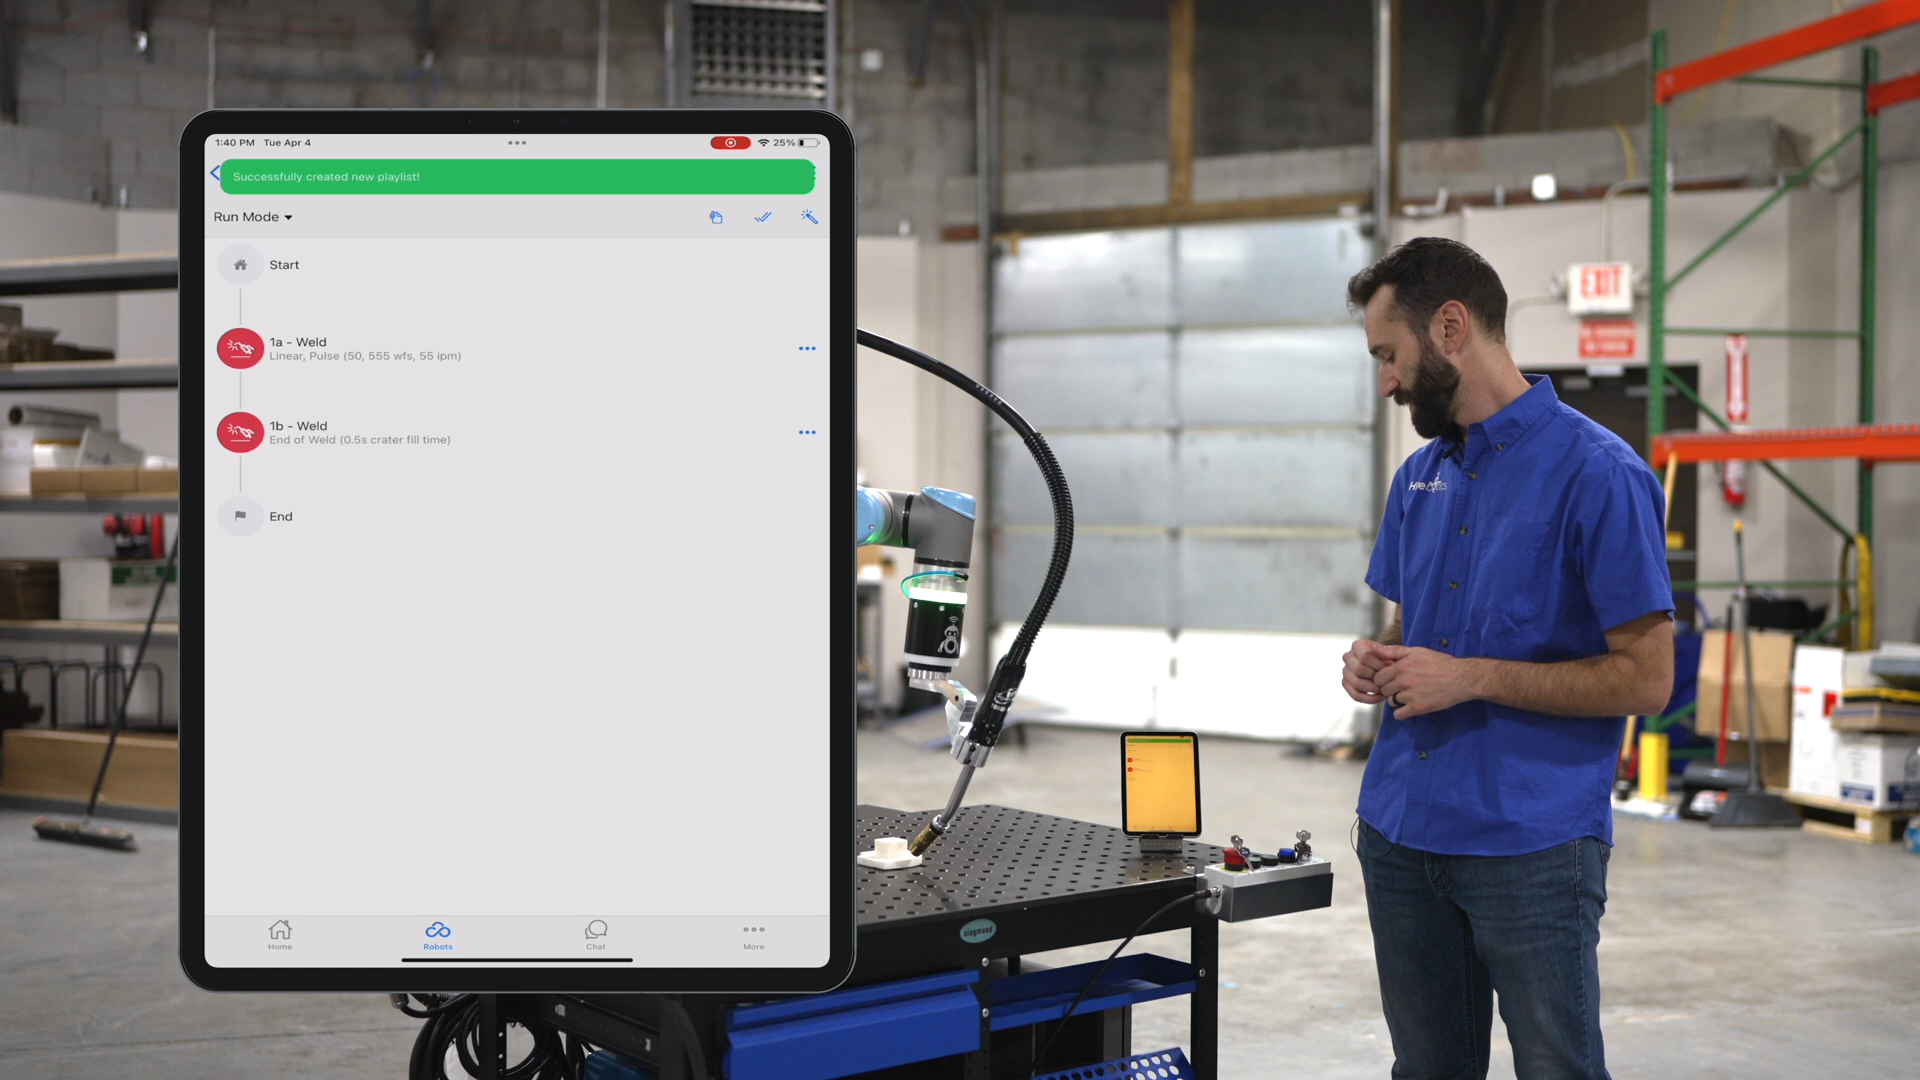 1:40 PM Tue Apr 4
25%
Successfully created new playlist!
Run Mode
Start
1a - Weld
Linear, Pulse (50, 555 wfs, 55 ipm)
1b - Weld
End of Weld (0.5s crater fill time)
End
Home
Robots
Chat
More
EXIT
siegmund